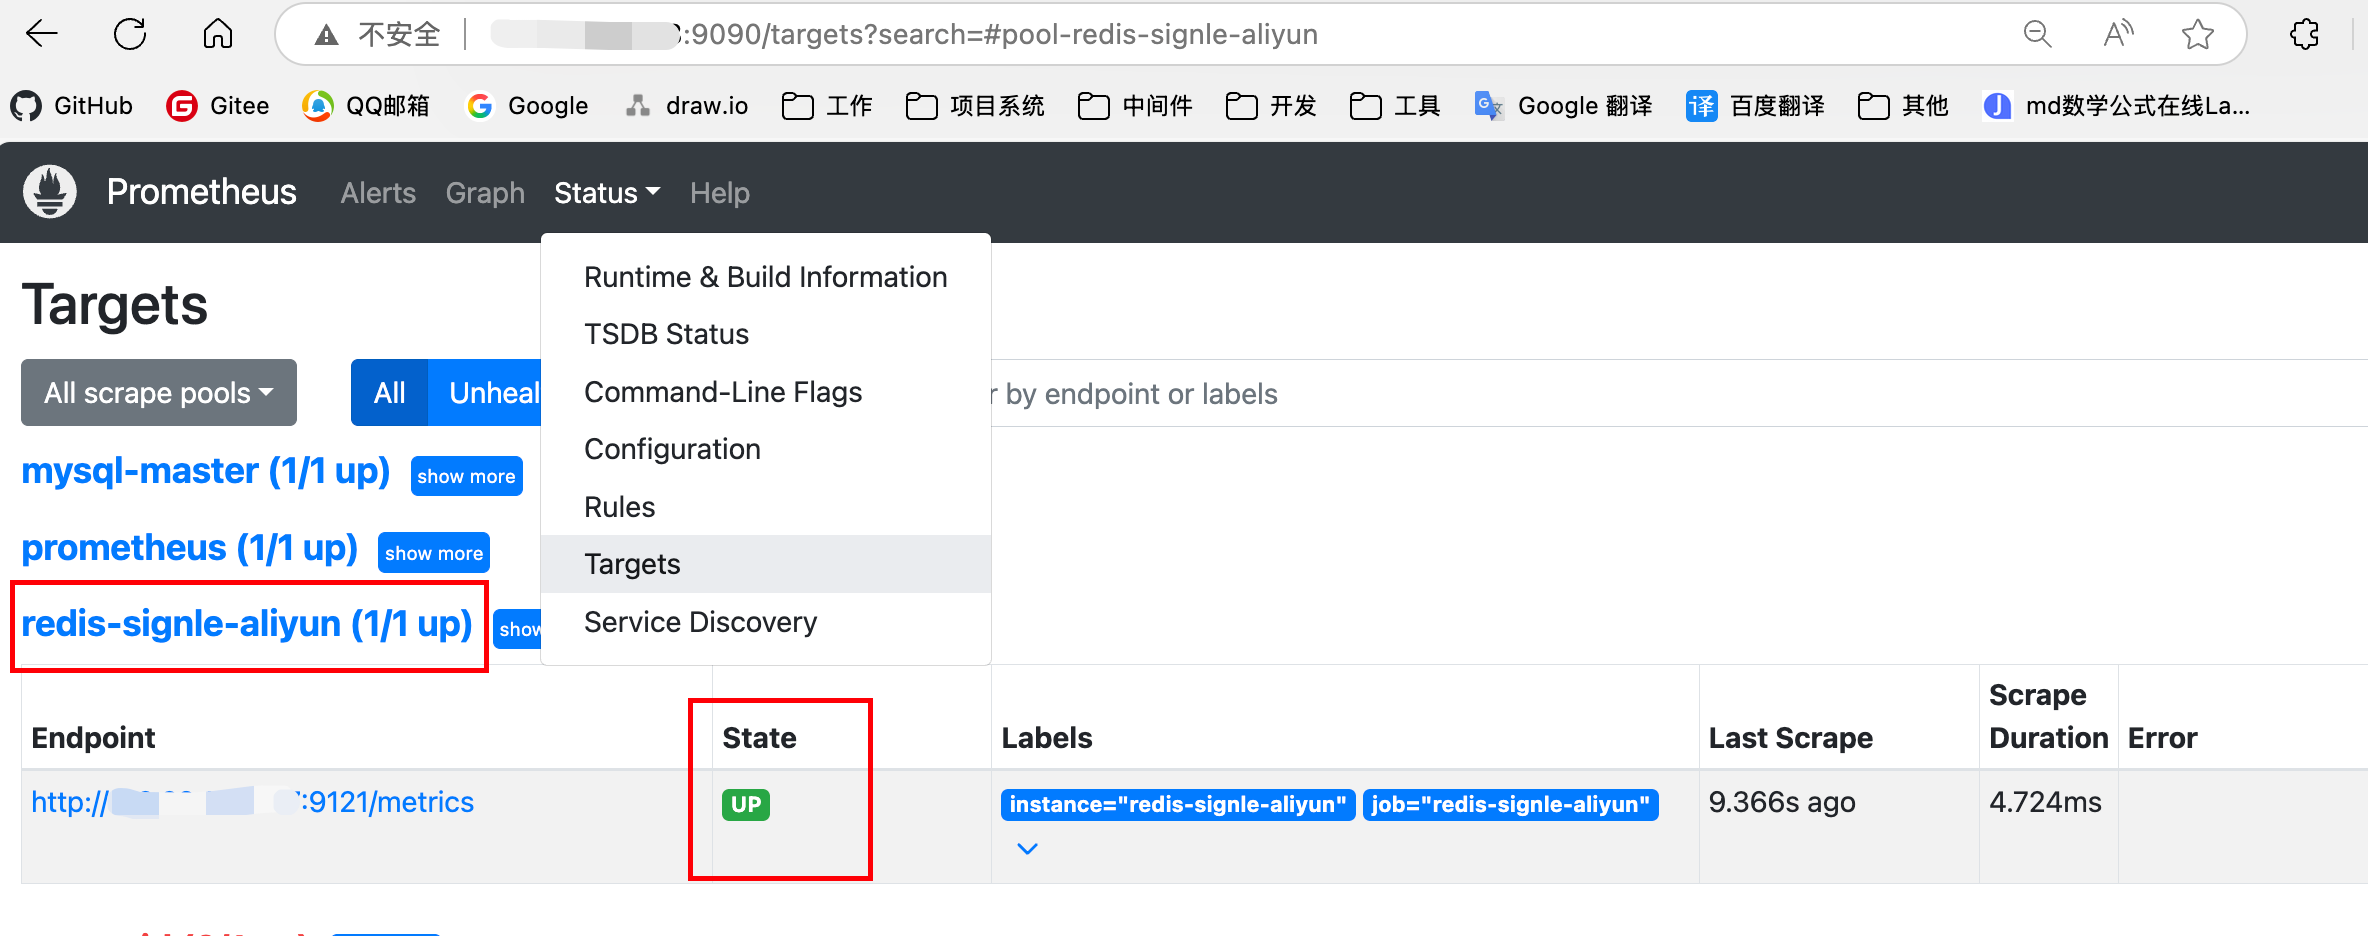 不安全 :9090/targets?search=#pool-redis-signle-aliyun
GitHub Gitee QQ邮箱 Google draw.io 工作 项目系统 中间件 开发 工具 Google 翻译 百度翻译 其他 md数学公式在线La...
Prometheus Alerts Graph Status Help
Runtime & Build Information
TSDB Status
Command-Line Flags
Configuration
Rules
Targets
Service Discovery
Targets
All scrape pools All Unheal r by endpoint or labels
mysql-master (1/1 up) show more
prometheus (1/1 up) show more
redis-signle-aliyun (1/1 up) show
Endpoint State Labels Last Scrape Scrape Duration Error
http:// :9121/metrics UP instance="redis-signle-aliyun" job="redis-signle-aliyun" 9.366s ago 4.724ms